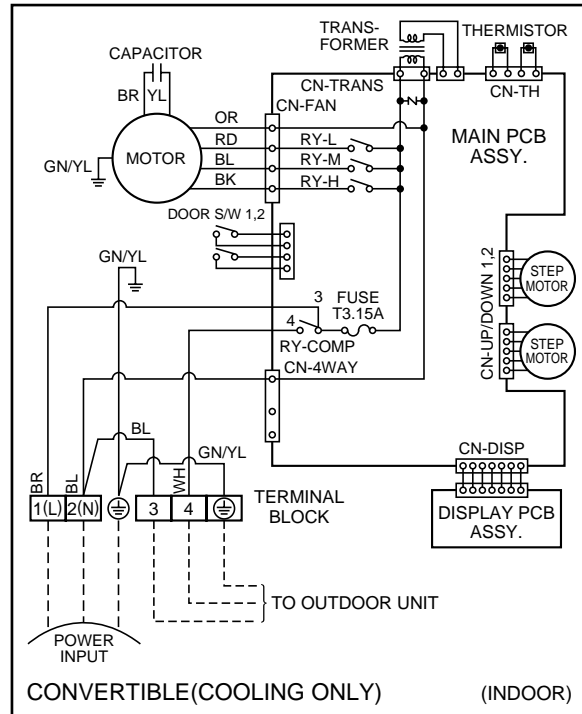 TRANS-
FORMER
THERMISTOR
CAPACITOR
CN-TRANS
CN-TH
BR YL
CN-FAN
N
OR
MAIN PCB
ASSY.
RD
RY-L
GN/YL
MOTOR
BL
RY-M
BK
RY-H
DOOR S/W 1,2
GN/YL
CN-UP/DOWN 1,2
STEP
MOTOR
STEP
MOTOR
3
FUSE
T3.15A
4
RY-COMP
CN-4WAY
BL
CN-DISP
BR
BL
WH
GN/YL
1(L)
2(N)
3
4
TERMINAL
BLOCK
DISPLAY PCB
ASSY.
TO OUTDOOR UNIT
POWER
INPUT
CONVERTIBLE(COOLING ONLY)
(INDOOR)